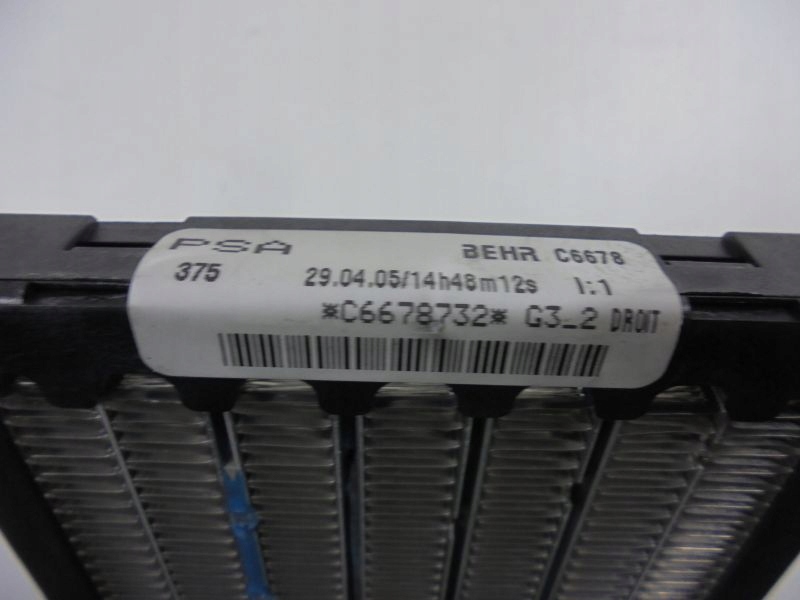 PSA BEHR C6678
375 29.04.05/14h48m12s I:1
*C6678732* G3_2 DROIT